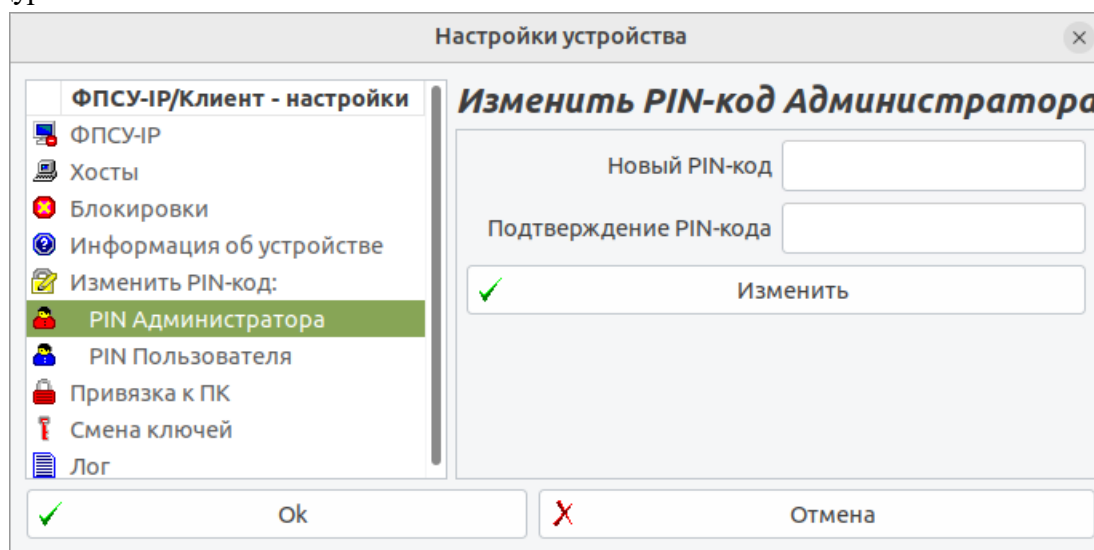 Настройки устройства
ФПСУ-IP/Клиент - настройки
ФПСУ-IP
Хосты
Блокировки
Информация об устройстве
Изменить PIN-код:
PIN Администратора
PIN Пользователя
Привязка к ПК
Смена ключей
Лог
Изменить PIN-код Администратора
Новый PIN-код
Подтверждение PIN-кода
Изменить
Ok
Отмена